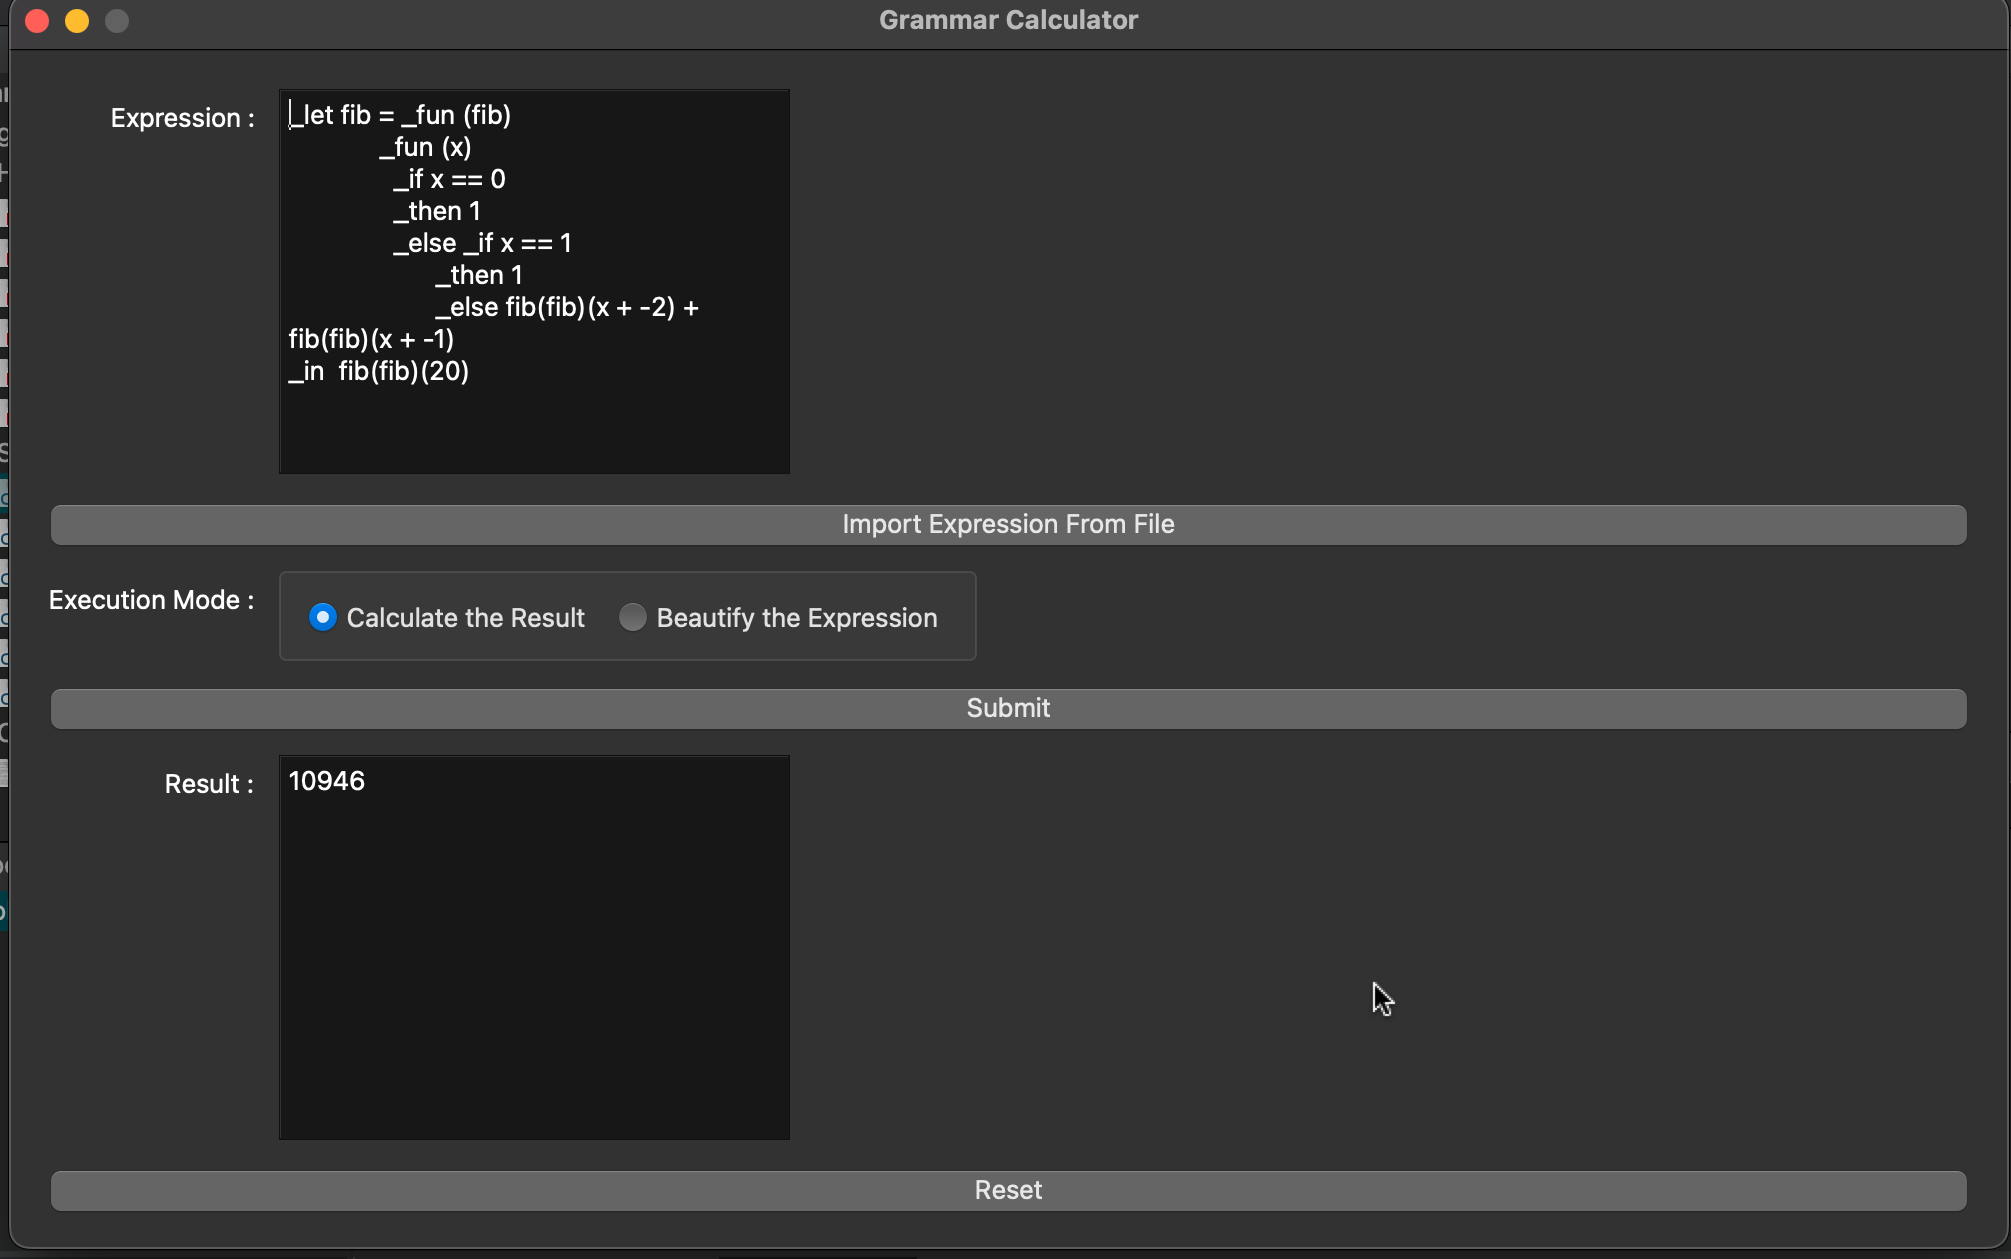 Grammar Calculator
Expression :
_let fib = _fun (fib)
_fun (x)
_if x == 0
_then 1
_else _if x == 1
_then 1
_else fib(fib)(x + -2) +
fib(fib)(x + -1)
_in  fib(fib)(20)
Import Expression From File
Execution Mode :
Calculate the Result
Beautify the Expression
Submit
Result :
10946
Reset